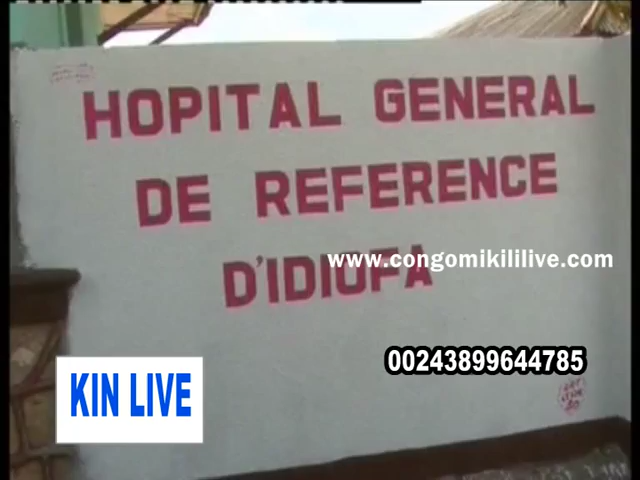 HOPITAL GENERAL
DE REFERENCE
D'IDIOFA
www.congomikililive.com
00243899644785
KIN LIVE